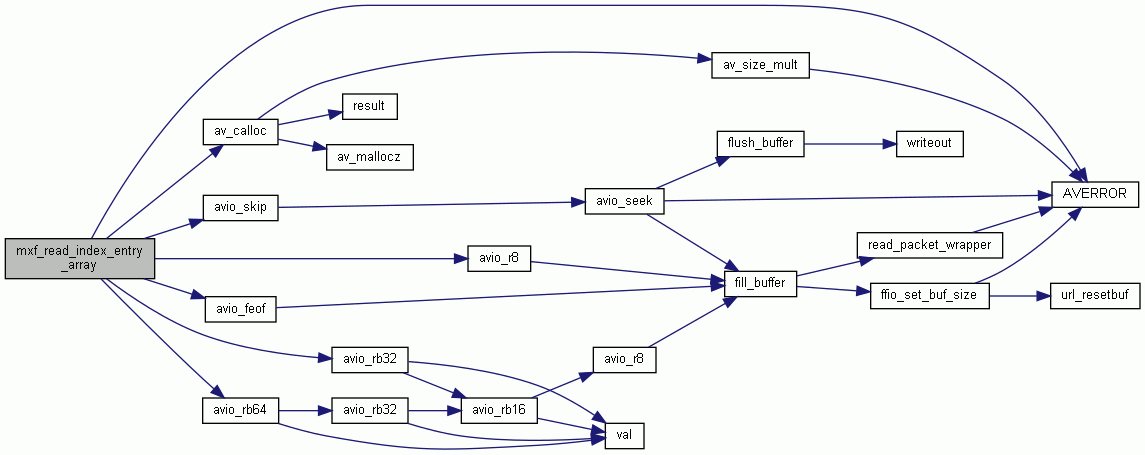 av_size_mult
result
av_calloc
flush_buffer
writeout
av_mallocz
AVERROR
avio_skip
avio_seek
read_packet_wrapper
mxf_read_index_entry
_array
avio_r8
fill_buffer
ffio_set_buf_size
url_resetbuf
avio_feof
avio_rb32
avio_r8
avio_rb64
avio_rb32
avio_rb16
val